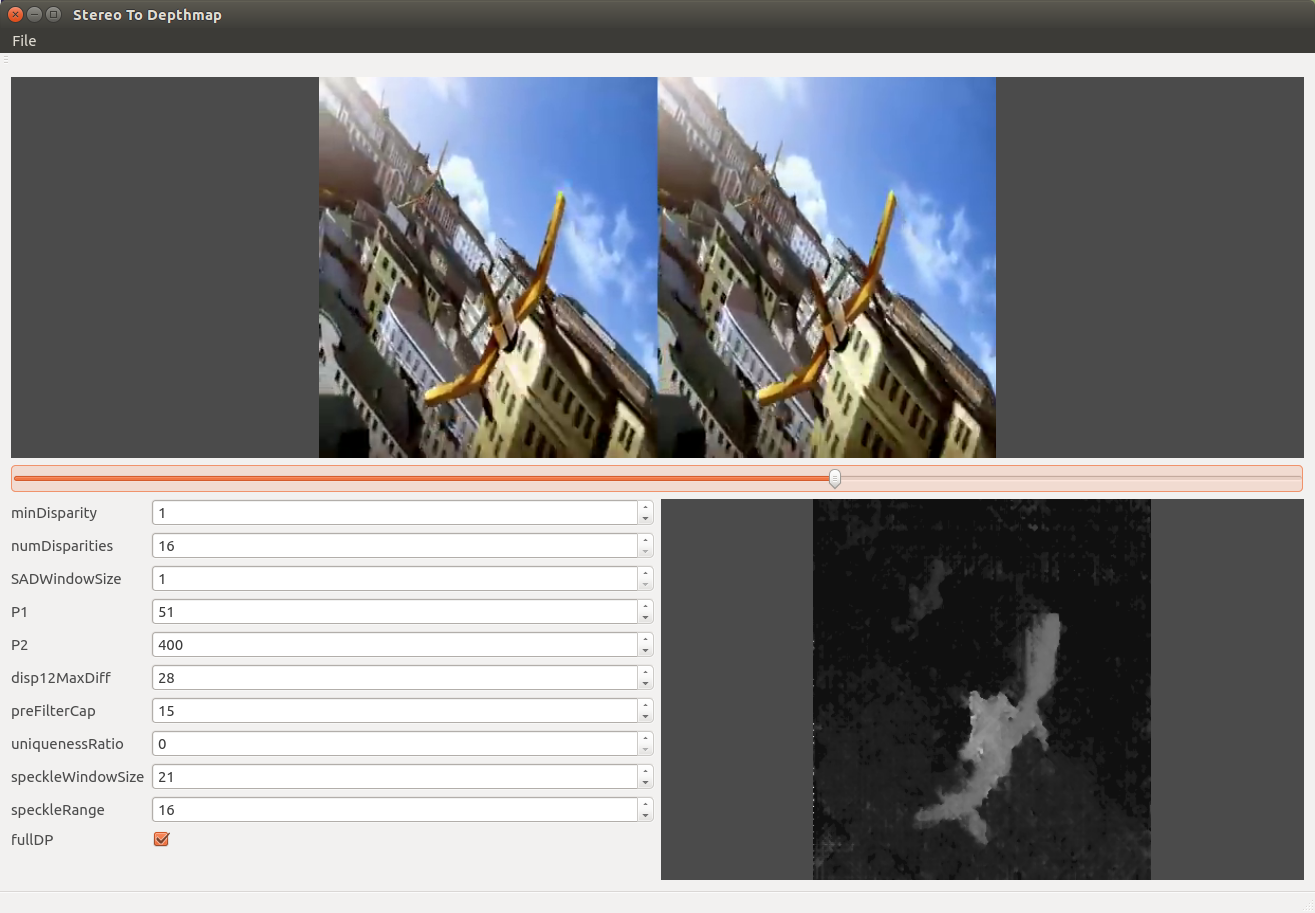 Stereo To Depthmap
File
minDisparity 1
numDisparities 16
SADWindowSize 1
P1 51
P2 400
disp12MaxDiff 28
preFilterCap 15
uniquenessRatio 0
speckleWindowSize 21
speckleRange 16
fullDP